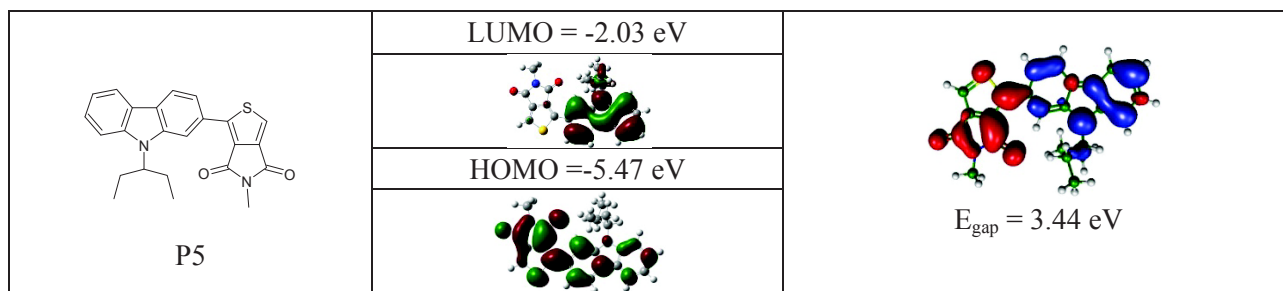 LUMO = -2.03 eV
HOMO =-5.47 eV
S
N
O
N
O
P5
E_gap = 3.44 eV